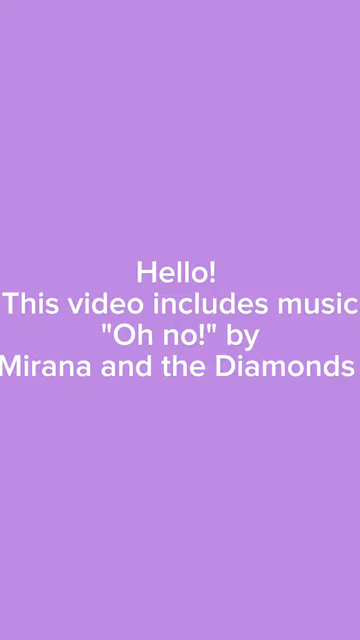 Hello!
This video includes music
"Oh no!" by
Mirana and the Diamonds